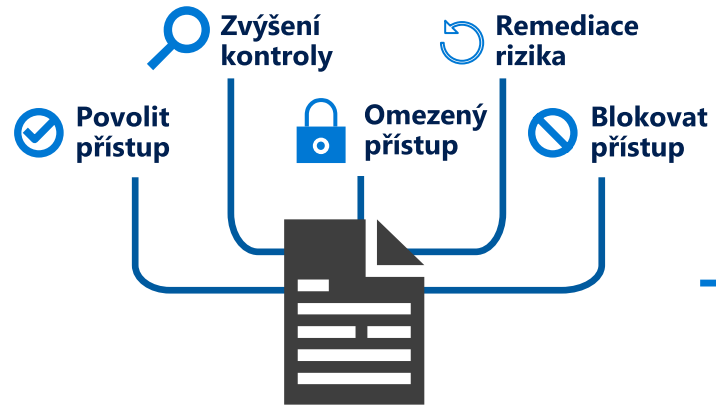 Zvýšení
kontroly
Remediace
rizika
Povolit
přístup
Omezený
přístup
Blokovat
přístup